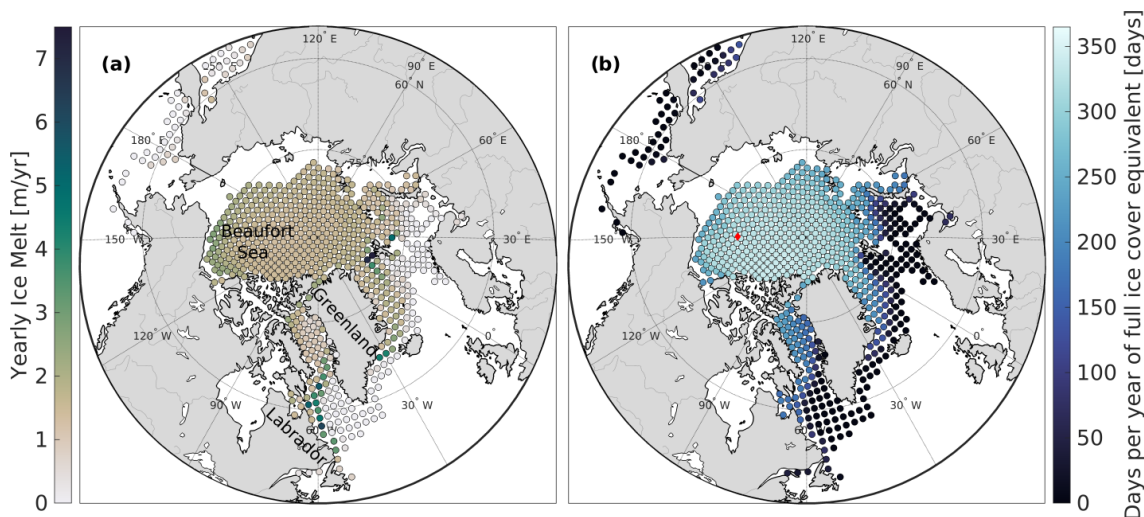 Yearly Ice Melt [m/yr]
7
6
5
4
3
2
1
0
(a)
120° E
90° E
60° N
60° E
150° E
180° E
75° N
150° W
30° E
120° W
90° W
60° W
30° W
Beaufort
Sea
Greenland
Labrador
(b)
120° E
90° E
60° N
60° E
150° E
180° E
75° N
150° W
30° E
120° W
90° W
60° W
30° W
350
300
250
200
150
100
50
0
Days per year of full ice cover equivalent [days]